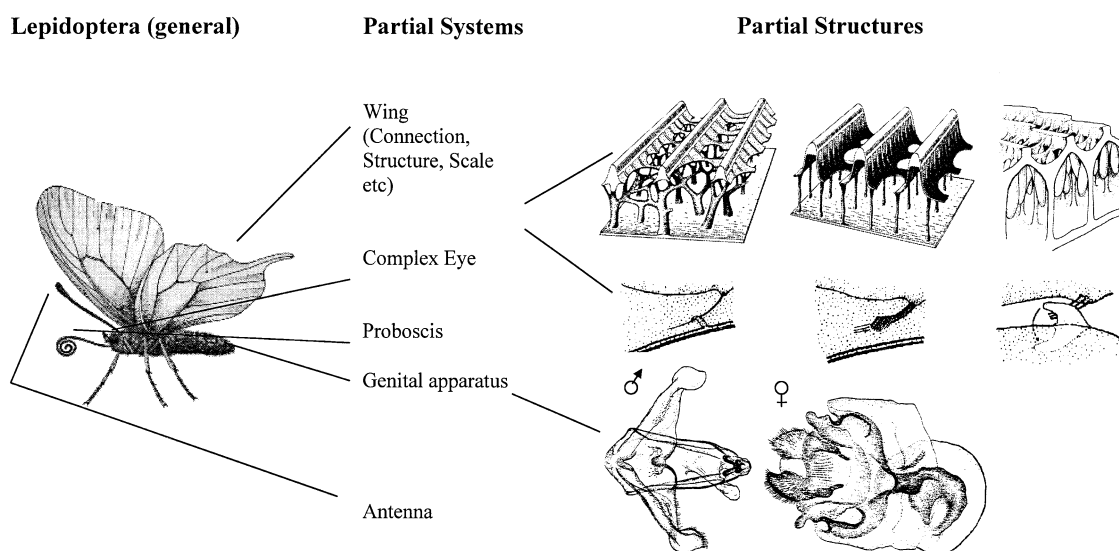 Lepidoptera (general)
Partial Systems
Partial Structures
Wing
(Connection,
Structure, Scale
etc)
Complex Eye
Proboscis
Genital apparatus
♂
♀
Antenna